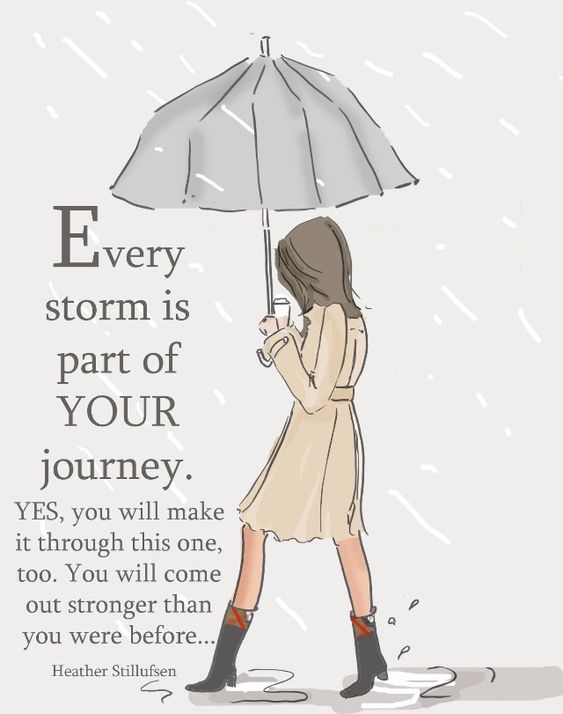 Every
storm is
part of
YOUR
journey.
YES, you will make
it through this one,
too. You will come
out stronger than
you were before...
Heather Stillufsen